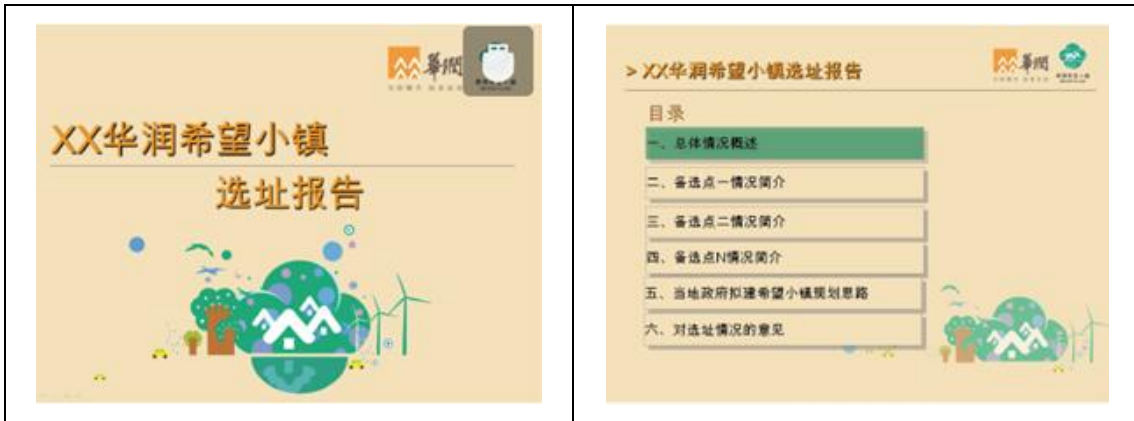 華潤
XX华润希望小镇
选址报告
> XX华润希望小镇选址报告
華潤
目录
一、总体情况概述
二、备选点一情况简介
三、备选点二情况简介
四、备选点N情况简介
五、当地政府拟建希望小镇规划思路
六、对选址情况的意见